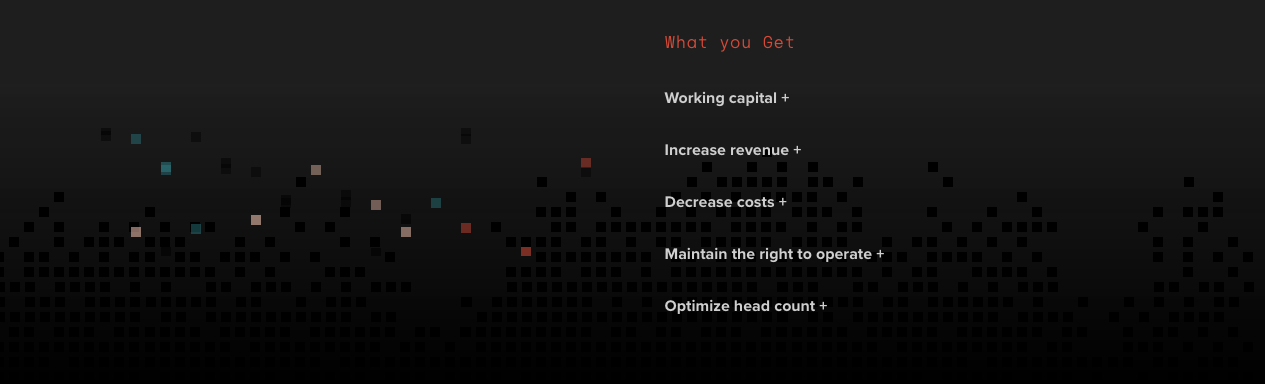 What you Get
Working capital +
Increase revenue +
Decrease costs +
Maintain the right to operate +
Optimize head count +